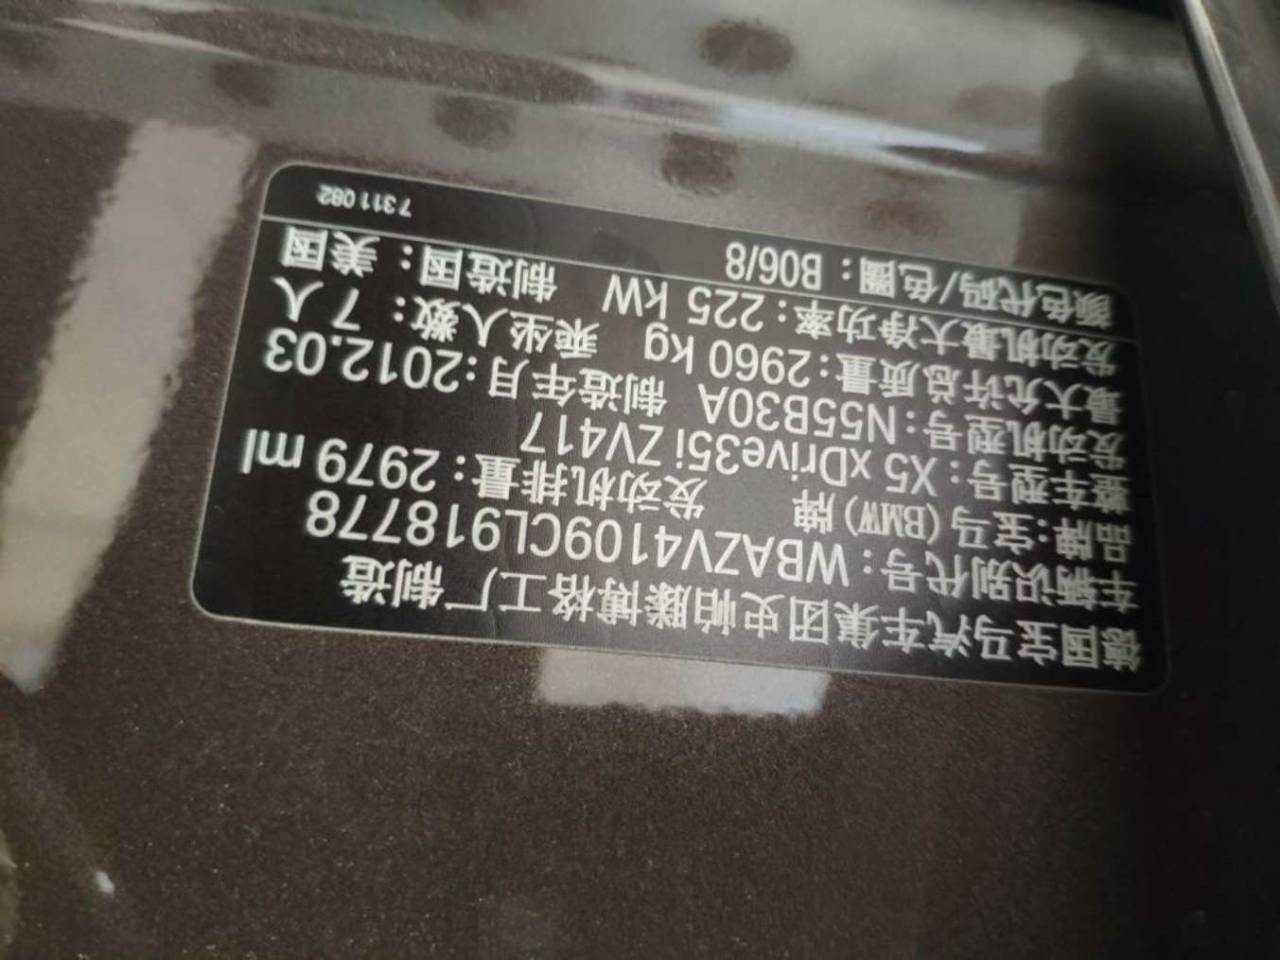 德国宝马汽车集团史帕滕博格工厂 制造
车辆识别代号：WBAZV4109CL918778
品牌：宝马(BMW)牌 发动机排量：2979 ml
整车型号：X5 xDrive35i ZV417
发动机型号：N55B30A 制造年月：2012.03
最大允许总质量：2960 kg 乘坐人数：7 人
发动机最大净功率：225 kW 制造国：美国
颜色代码/色圈：B06/8
7 311 082